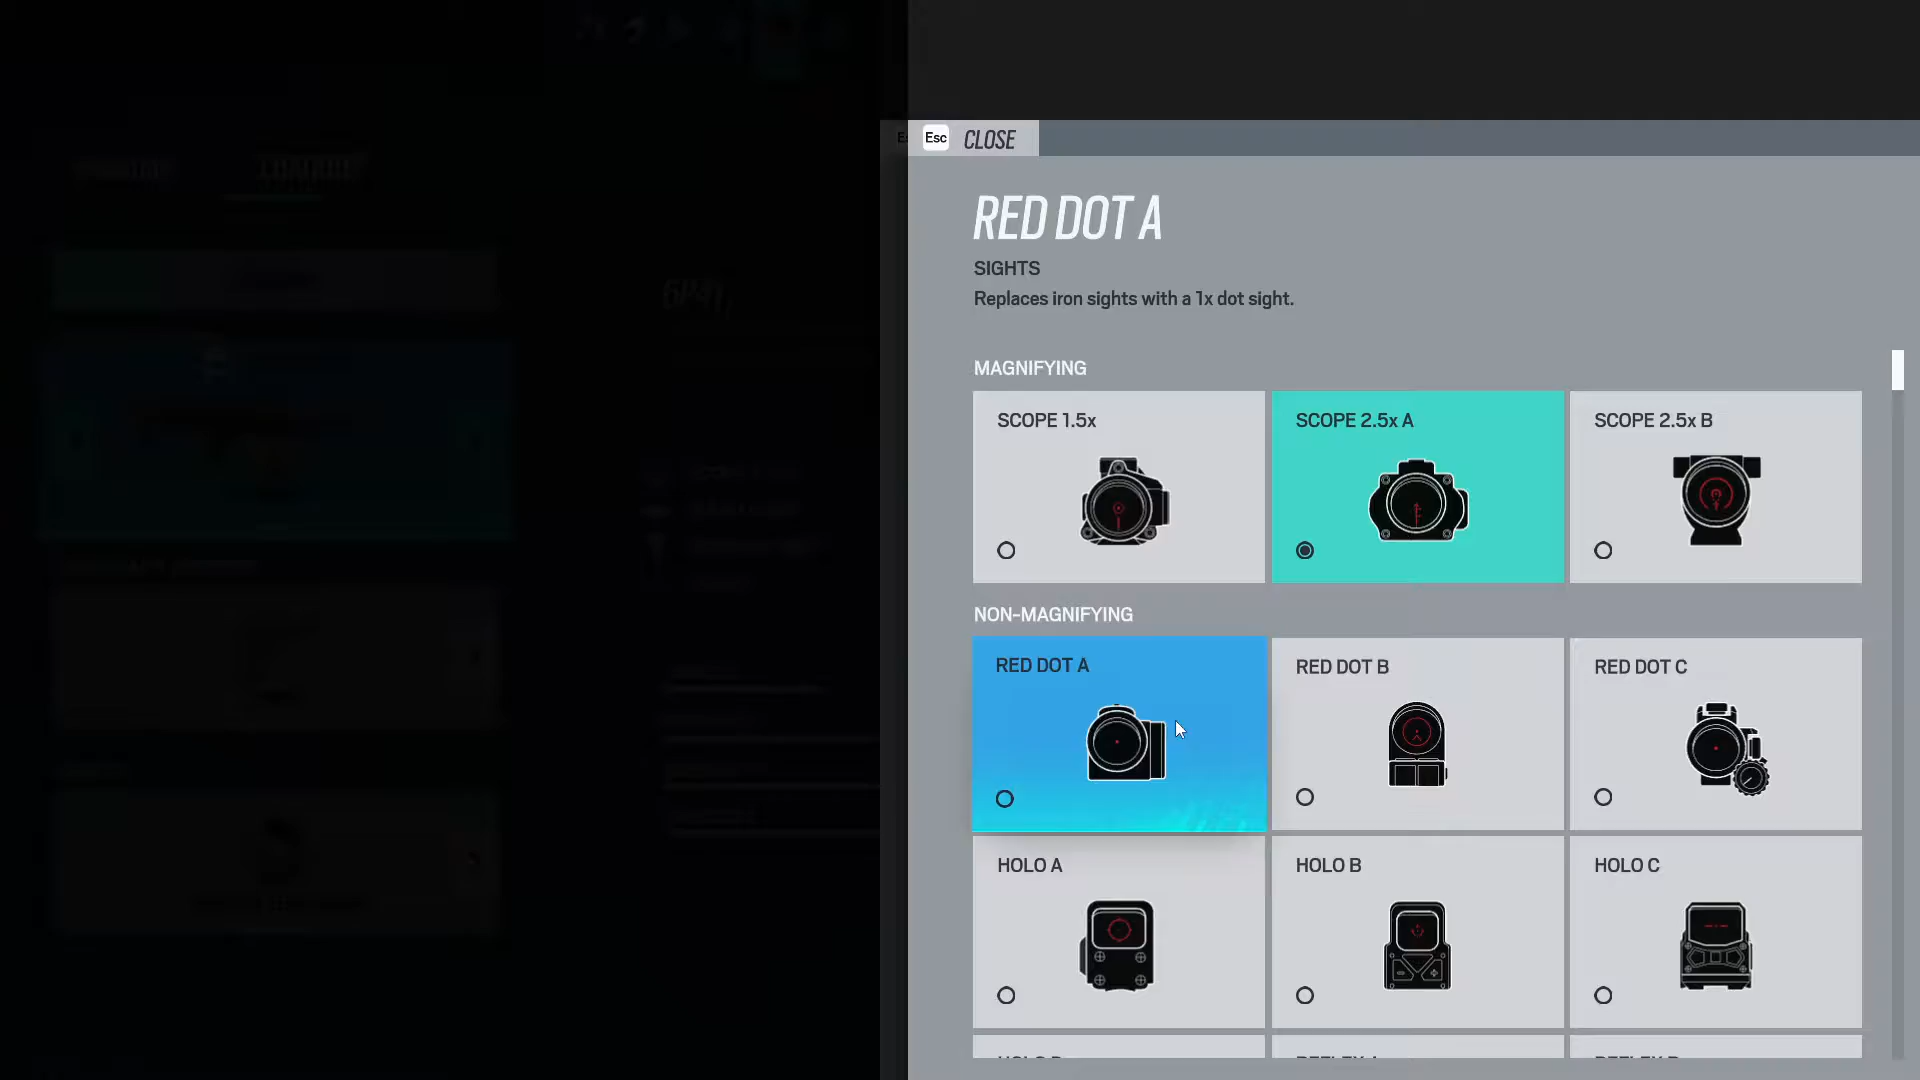 Esc CLOSE
RED DOT A
SIGHTS
Replaces iron sights with a 1x dot sight.
MAGNIFYING
SCOPE 1.5x
SCOPE 2.5x A
SCOPE 2.5x B
NON-MAGNIFYING
RED DOT A
RED DOT B
RED DOT C
HOLO A
HOLO B
HOLO C